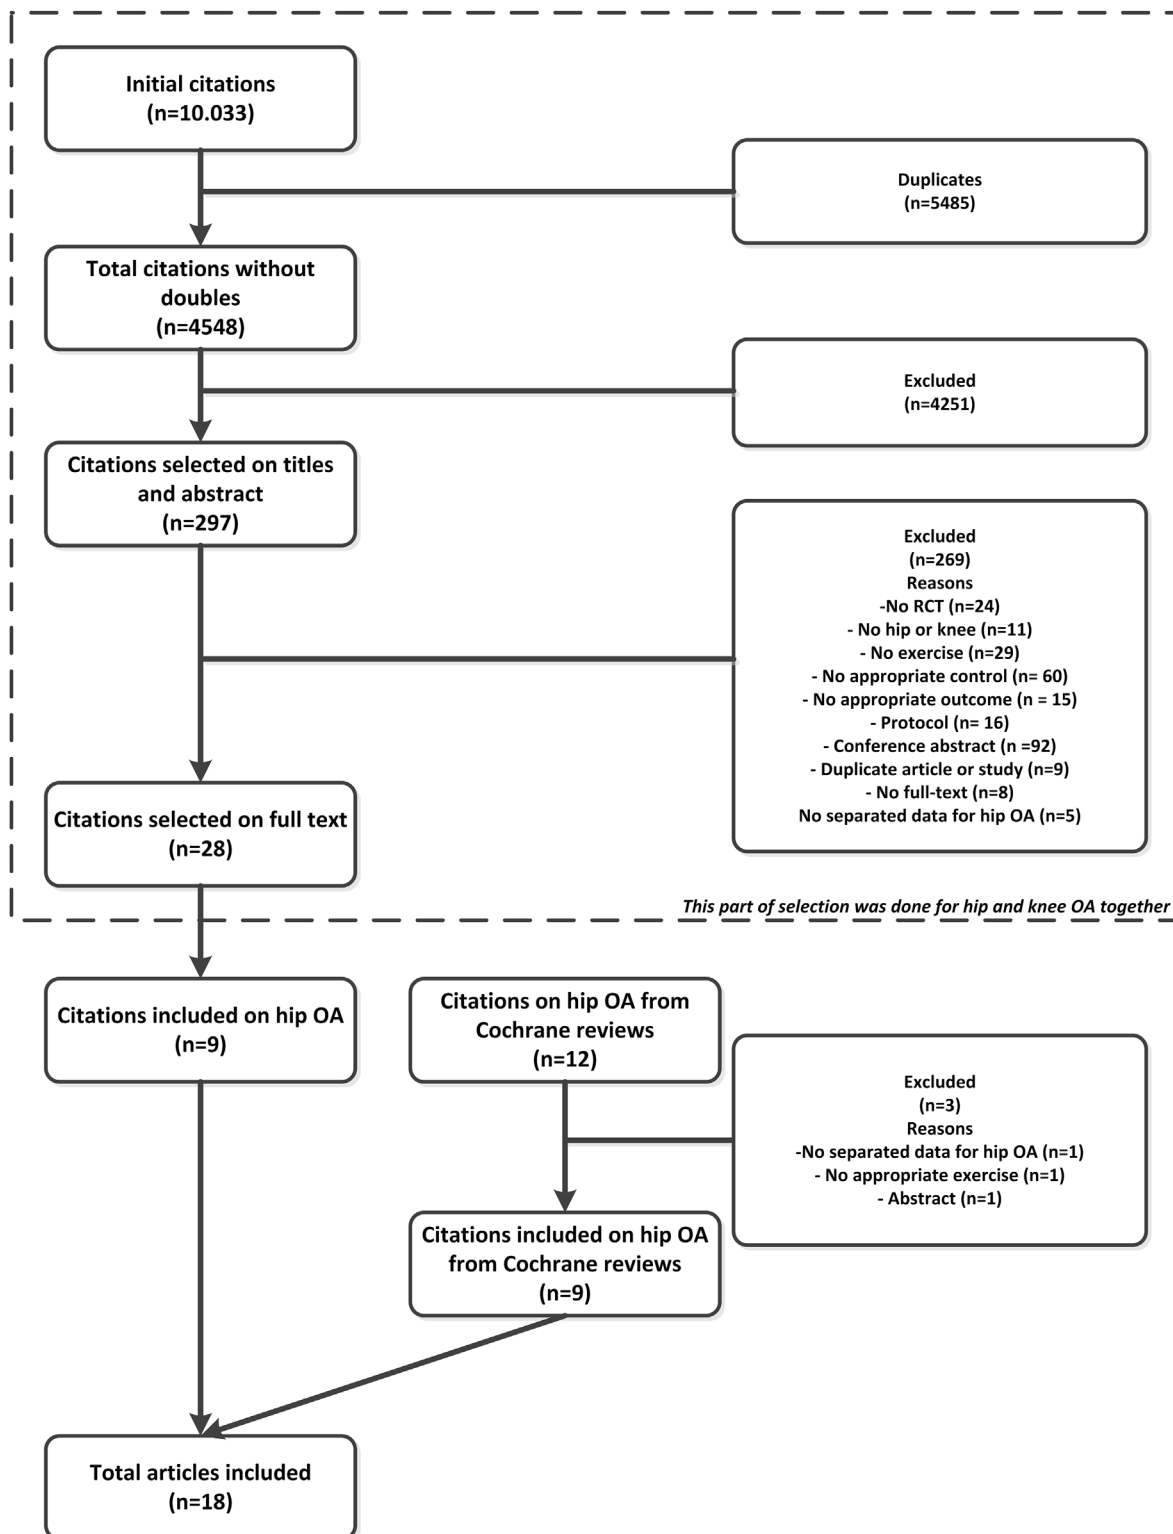 Initial citations
(n=10.033)
Duplicates
(n=5485)
Total citations without
doubles
(n=4548)
Excluded
(n=4251)
Citations selected on titles
and abstract
(n=297)
Excluded
(n=269)
Reasons
-No RCT (n=24)
- No hip or knee (n=11)
- No exercise (n=29)
- No appropriate control (n= 60)
- No appropriate outcome (n = 15)
- Protocol (n= 16)
- Conference abstract (n =92)
- Duplicate article or study (n=9)
- No full-text (n=8)
No separated data for hip OA (n=5)
Citations selected on full text
(n=28)
This part of selection was done for hip and knee OA together
Citations included on hip OA
(n=9)
Citations on hip OA from
Cochrane reviews
(n=12)
Excluded
(n=3)
Reasons
-No separated data for hip OA (n=1)
- No appropriate exercise (n=1)
- Abstract (n=1)
Citations included on hip OA
from Cochrane reviews
(n=9)
Total articles included
(n=18)